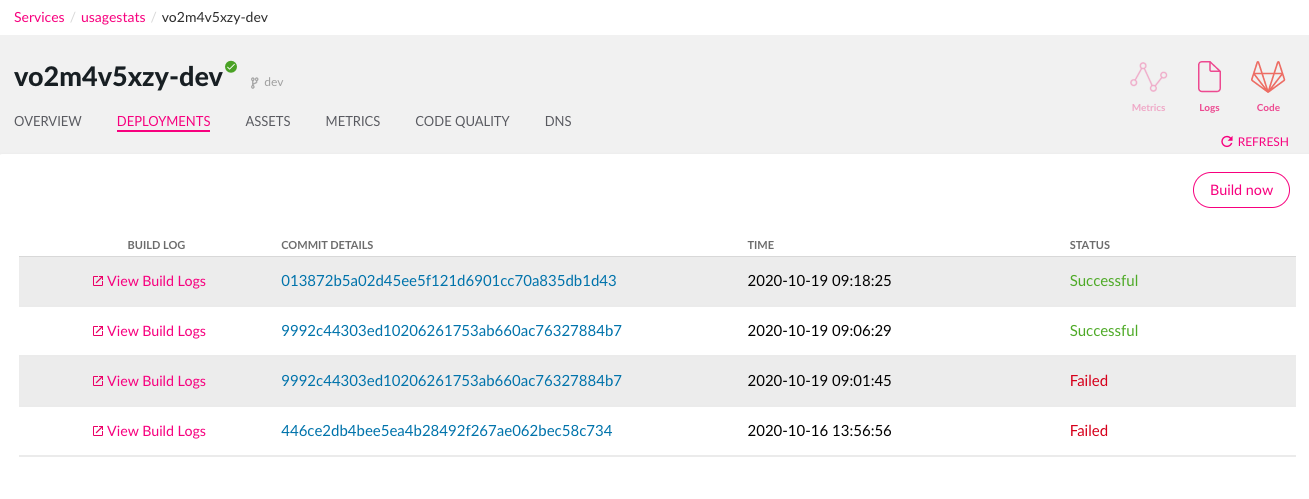 Services / usagestats / vo2m4v5xzy-dev
vo2m4v5xzy-dev dev
Metrics Logs Code
OVERVIEW DEPLOYMENTS ASSETS METRICS CODE QUALITY DNS
REFRESH
Build now
BUILD LOG COMMIT DETAILS TIME STATUS
View Build Logs 013872b5a02d45ee5f121d6901cc70a835db1d43 2020-10-19 09:18:25 Successful
View Build Logs 9992c44303ed10206261753ab660ac76327884b7 2020-10-19 09:06:29 Successful
View Build Logs 9992c44303ed10206261753ab660ac76327884b7 2020-10-19 09:01:45 Failed
View Build Logs 446ce2db4bee5ea4b28492f267ae062bec58c734 2020-10-16 13:56:56 Failed